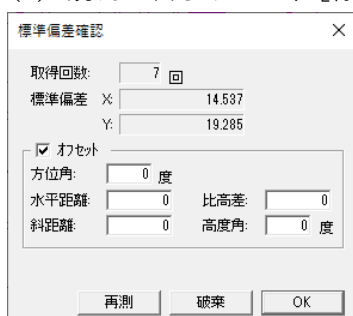 標準偏差確認
取得回数: 7 回
標準偏差 X: 14.537
Y: 19.285
オフセット
方位角: 0 度
水平距離: 0 比高差: 0
斜距離: 0 高度角: 0 度
再測 破棄 OK